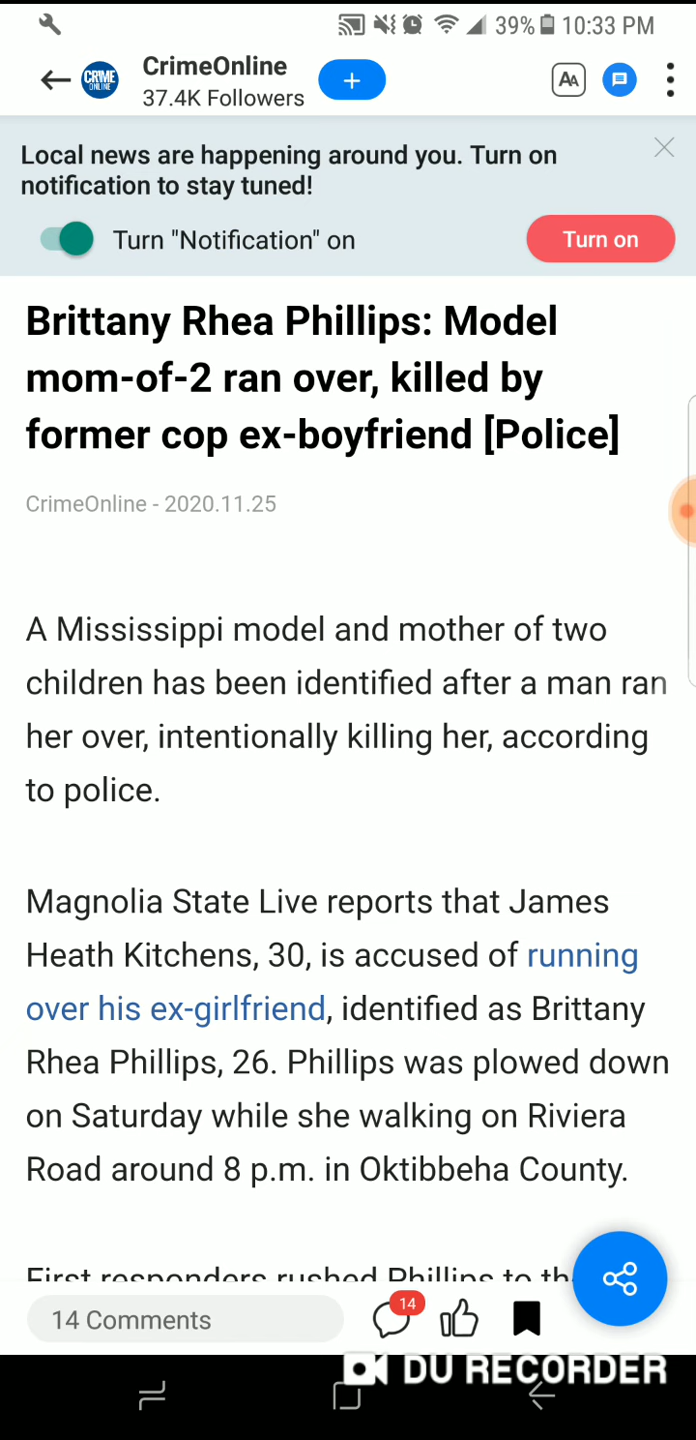 39% 10:33 PM
CRIME
ONLINE
CrimeOnline
37.4K Followers
+
AA
Local news are happening around you. Turn on
notification to stay tuned!
Turn "Notification" on
Turn on
Brittany Rhea Phillips: Model
mom-of-2 ran over, killed by
former cop ex-boyfriend [Police]
CrimeOnline - 2020.11.25
A Mississippi model and mother of two
children has been identified after a man ran
her over, intentionally killing her, according
to police.
Magnolia State Live reports that James
Heath Kitchens, 30, is accused of running
over his ex-girlfriend, identified as Brittany
Rhea Phillips, 26. Phillips was plowed down
on Saturday while she walking on Riviera
Road around 8 p.m. in Oktibbeha County.
First responders rushed Phillips to th
14 Comments
14
DU RECORDER